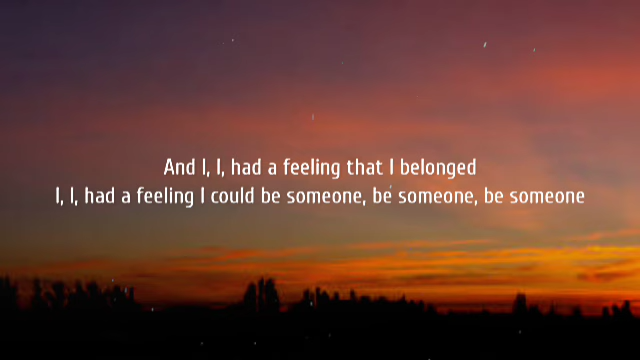 And I, I, had a feeling that I belonged
I, I, had a feeling I could be someone, be someone, be someone